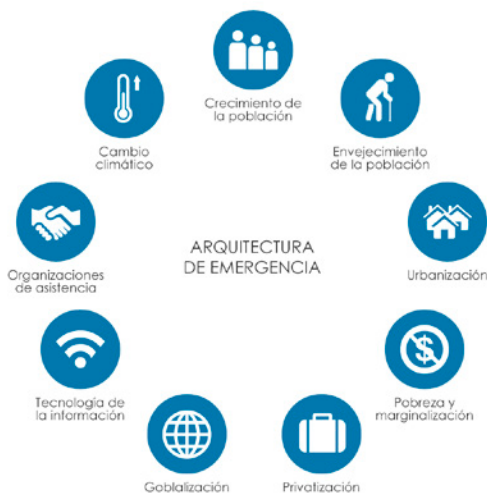 Crecimiento de
la población
Envejecimiento
de la población
Cambio
climático
ARQUITECTURA
DE EMERGENCIA
Organizaciones
de asistencia
Urbanización
Tecnología de
la información
Pobreza y
marginalización
Goblalización
Privatización